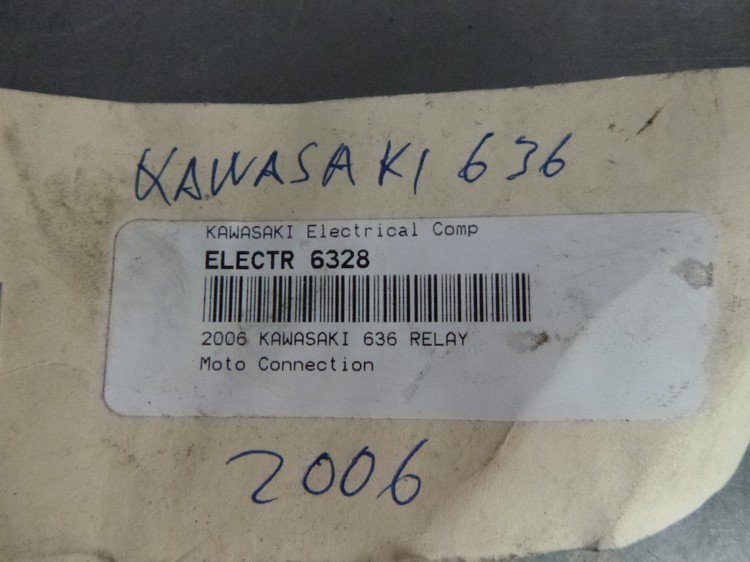 KAWASAKI 636
KAWASAKI Electrical Comp
ELECTR 6328
2006 KAWASAKI 636 RELAY
Moto Connection
2006